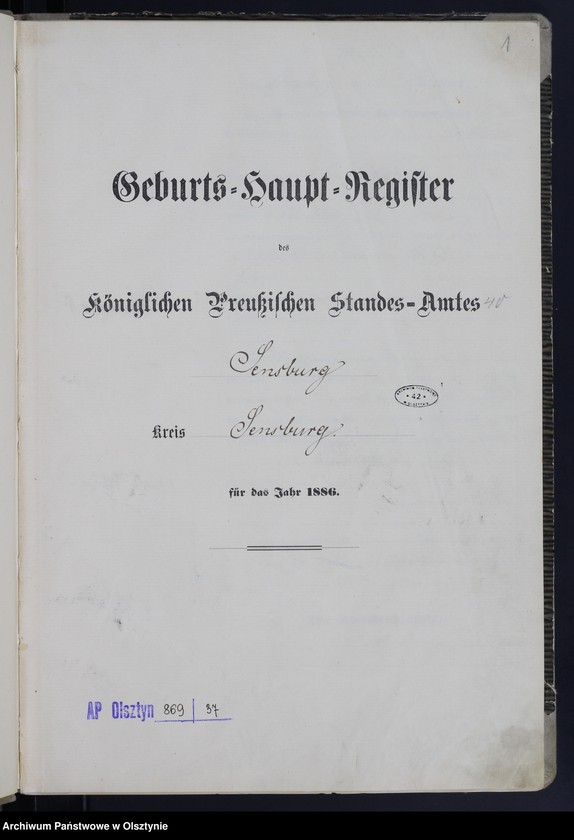 1
Geburts-Haupt-Register
des
Königlichen Preußischen Standes-Amtes
Sensburg
42
Kreis Sensburg.
für das Jahr 1886.
AP Olsztyn 869 | 37
Archiwum Państwowe w Olsztynie